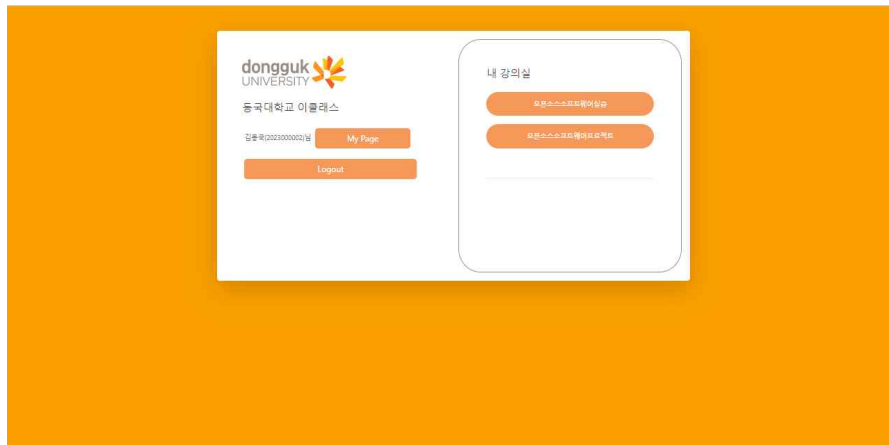 dongguk
UNIVERSITY
동국대학교 이클래스
김동국(2023000002)님
My Page
Logout
내 강의실
오픈소스소프트웨어실습
오픈소스소프트웨어프로젝트